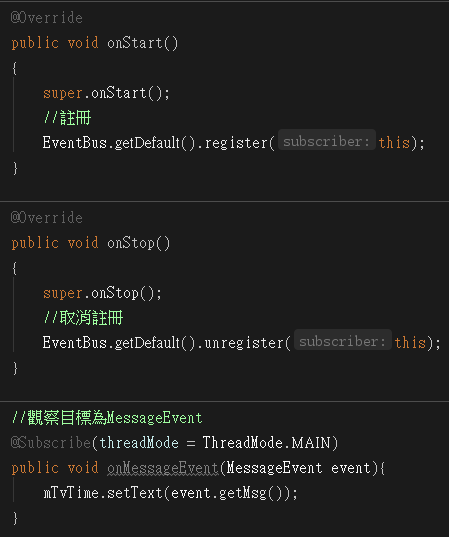 @Override
public void onStart()
{
super.onStart();
//註冊
EventBus.getDefault().register( subscriber: this);
}
@Override
public void onStop()
{
super.onStop();
//取消註冊
EventBus.getDefault().unregister( subscriber: this);
}
//觀察目標為MessageEvent
@Subscribe(threadMode = ThreadMode.MAIN)
public void onMessageEvent(MessageEvent event){
mTvTime.setText(event.getMsg());
}